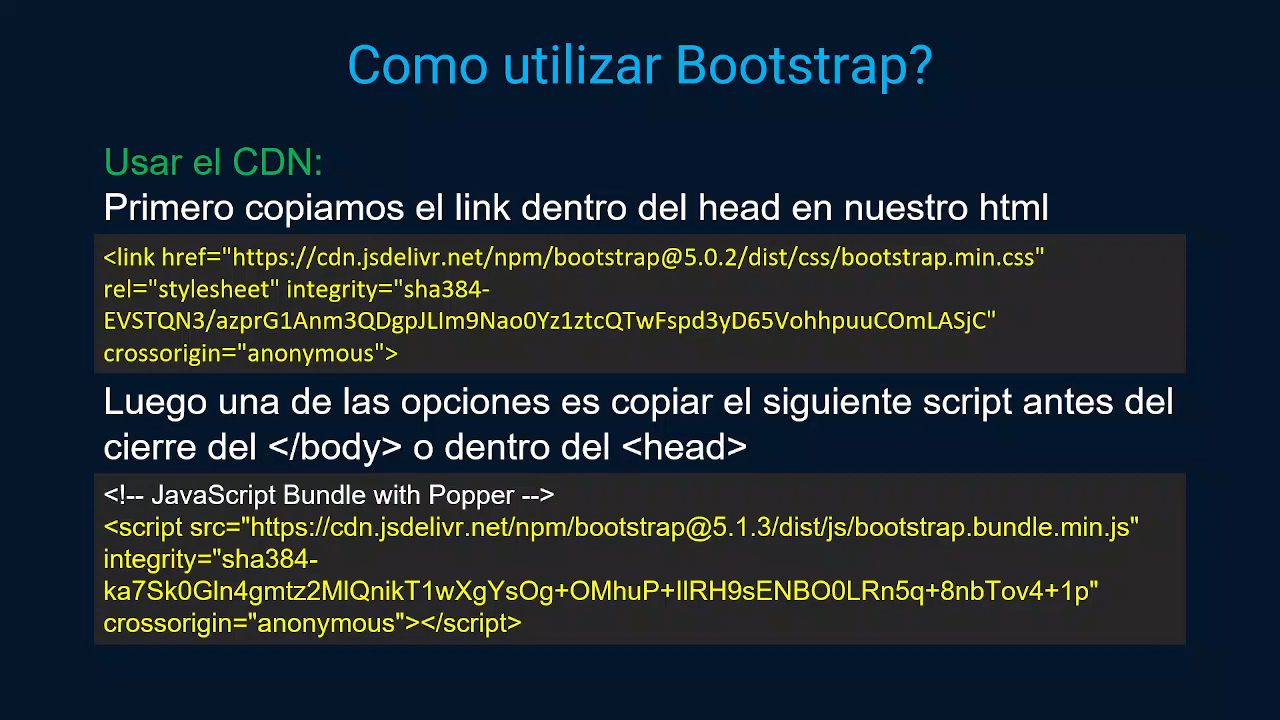 Como utilizar Bootstrap?
Usar el CDN:
Primero copiamos el link dentro del head en nuestro html
<link href="https://cdn.jsdelivr.net/npm/bootstrap@5.0.2/dist/css/bootstrap.min.css"
rel="stylesheet" integrity="sha384-
EVSTQN3/azprG1Anm3QDgpJLIm9Nao0Yz1ztcQTwFspd3yD65VohhpuuCOmLASjC"
crossorigin="anonymous">
Luego una de las opciones es copiar el siguiente script antes del
cierre del </body> o dentro del <head>
<!-- JavaScript Bundle with Popper -->
<script src="https://cdn.jsdelivr.net/npm/bootstrap@5.1.3/dist/js/bootstrap.bundle.min.js"
integrity="sha384-
ka7Sk0Gln4gmtz2MlQnikT1wXgYsOg+OMhuP+IlRH9sENBO0LRn5q+8nbTov4+1p"
crossorigin="anonymous"></script>